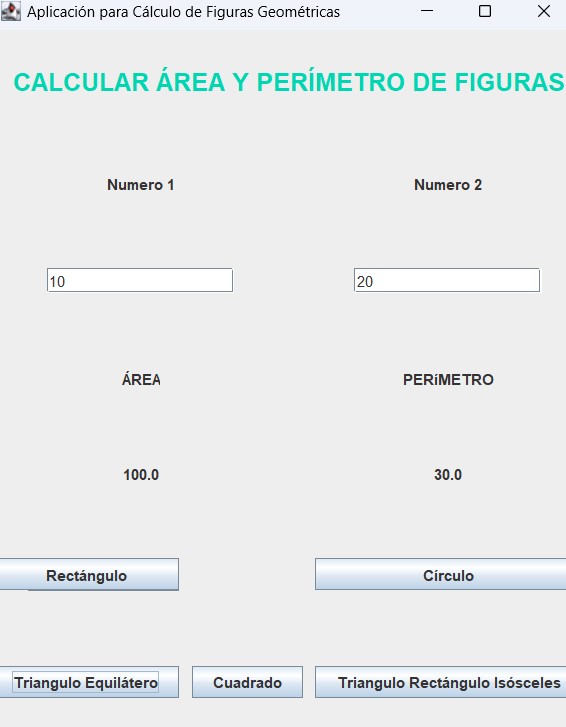 Aplicación para Cálculo de Figuras Geométricas
CALCULAR ÁREA Y PERÍMETRO DE FIGURAS
Numero 1 Numero 2
10 20
ÁREA PERíMETRO
100.0 30.0
Rectángulo Círculo
Triangulo Equilátero Cuadrado Triangulo Rectángulo Isósceles